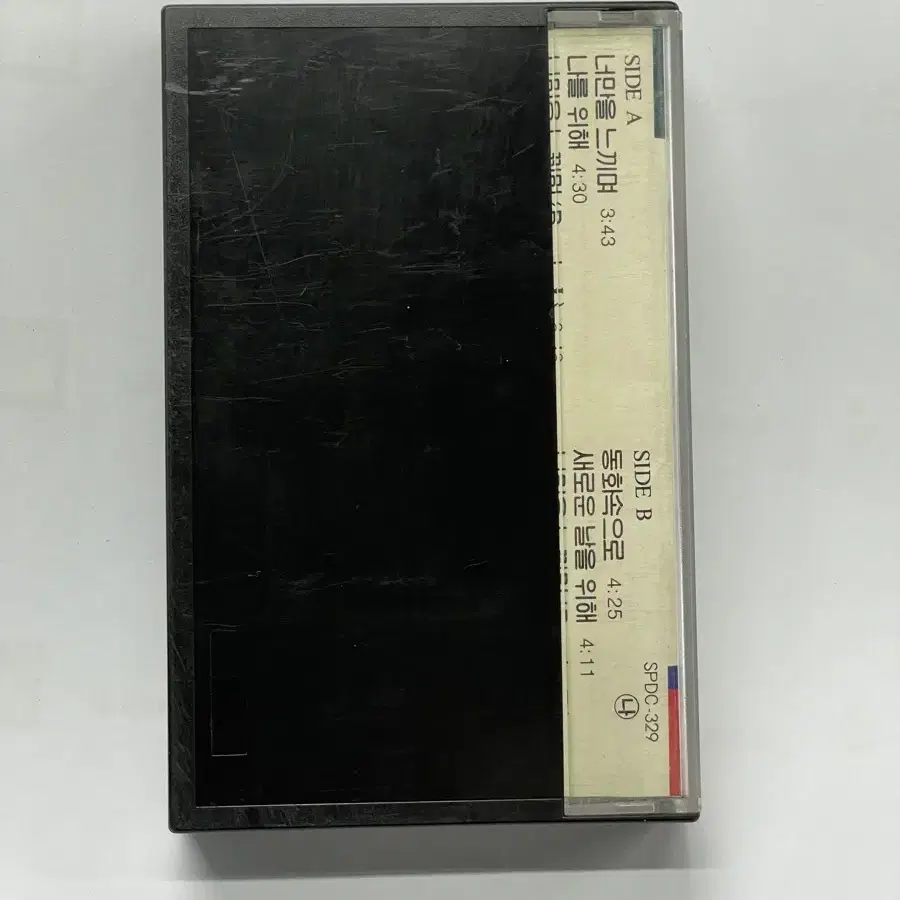 SIDE A
너만을 느끼며 3:43
나를 위해 4:30
SIDE B
동화속으로 4:25
새로운 날을 위해 4:11
SPDC-329
나